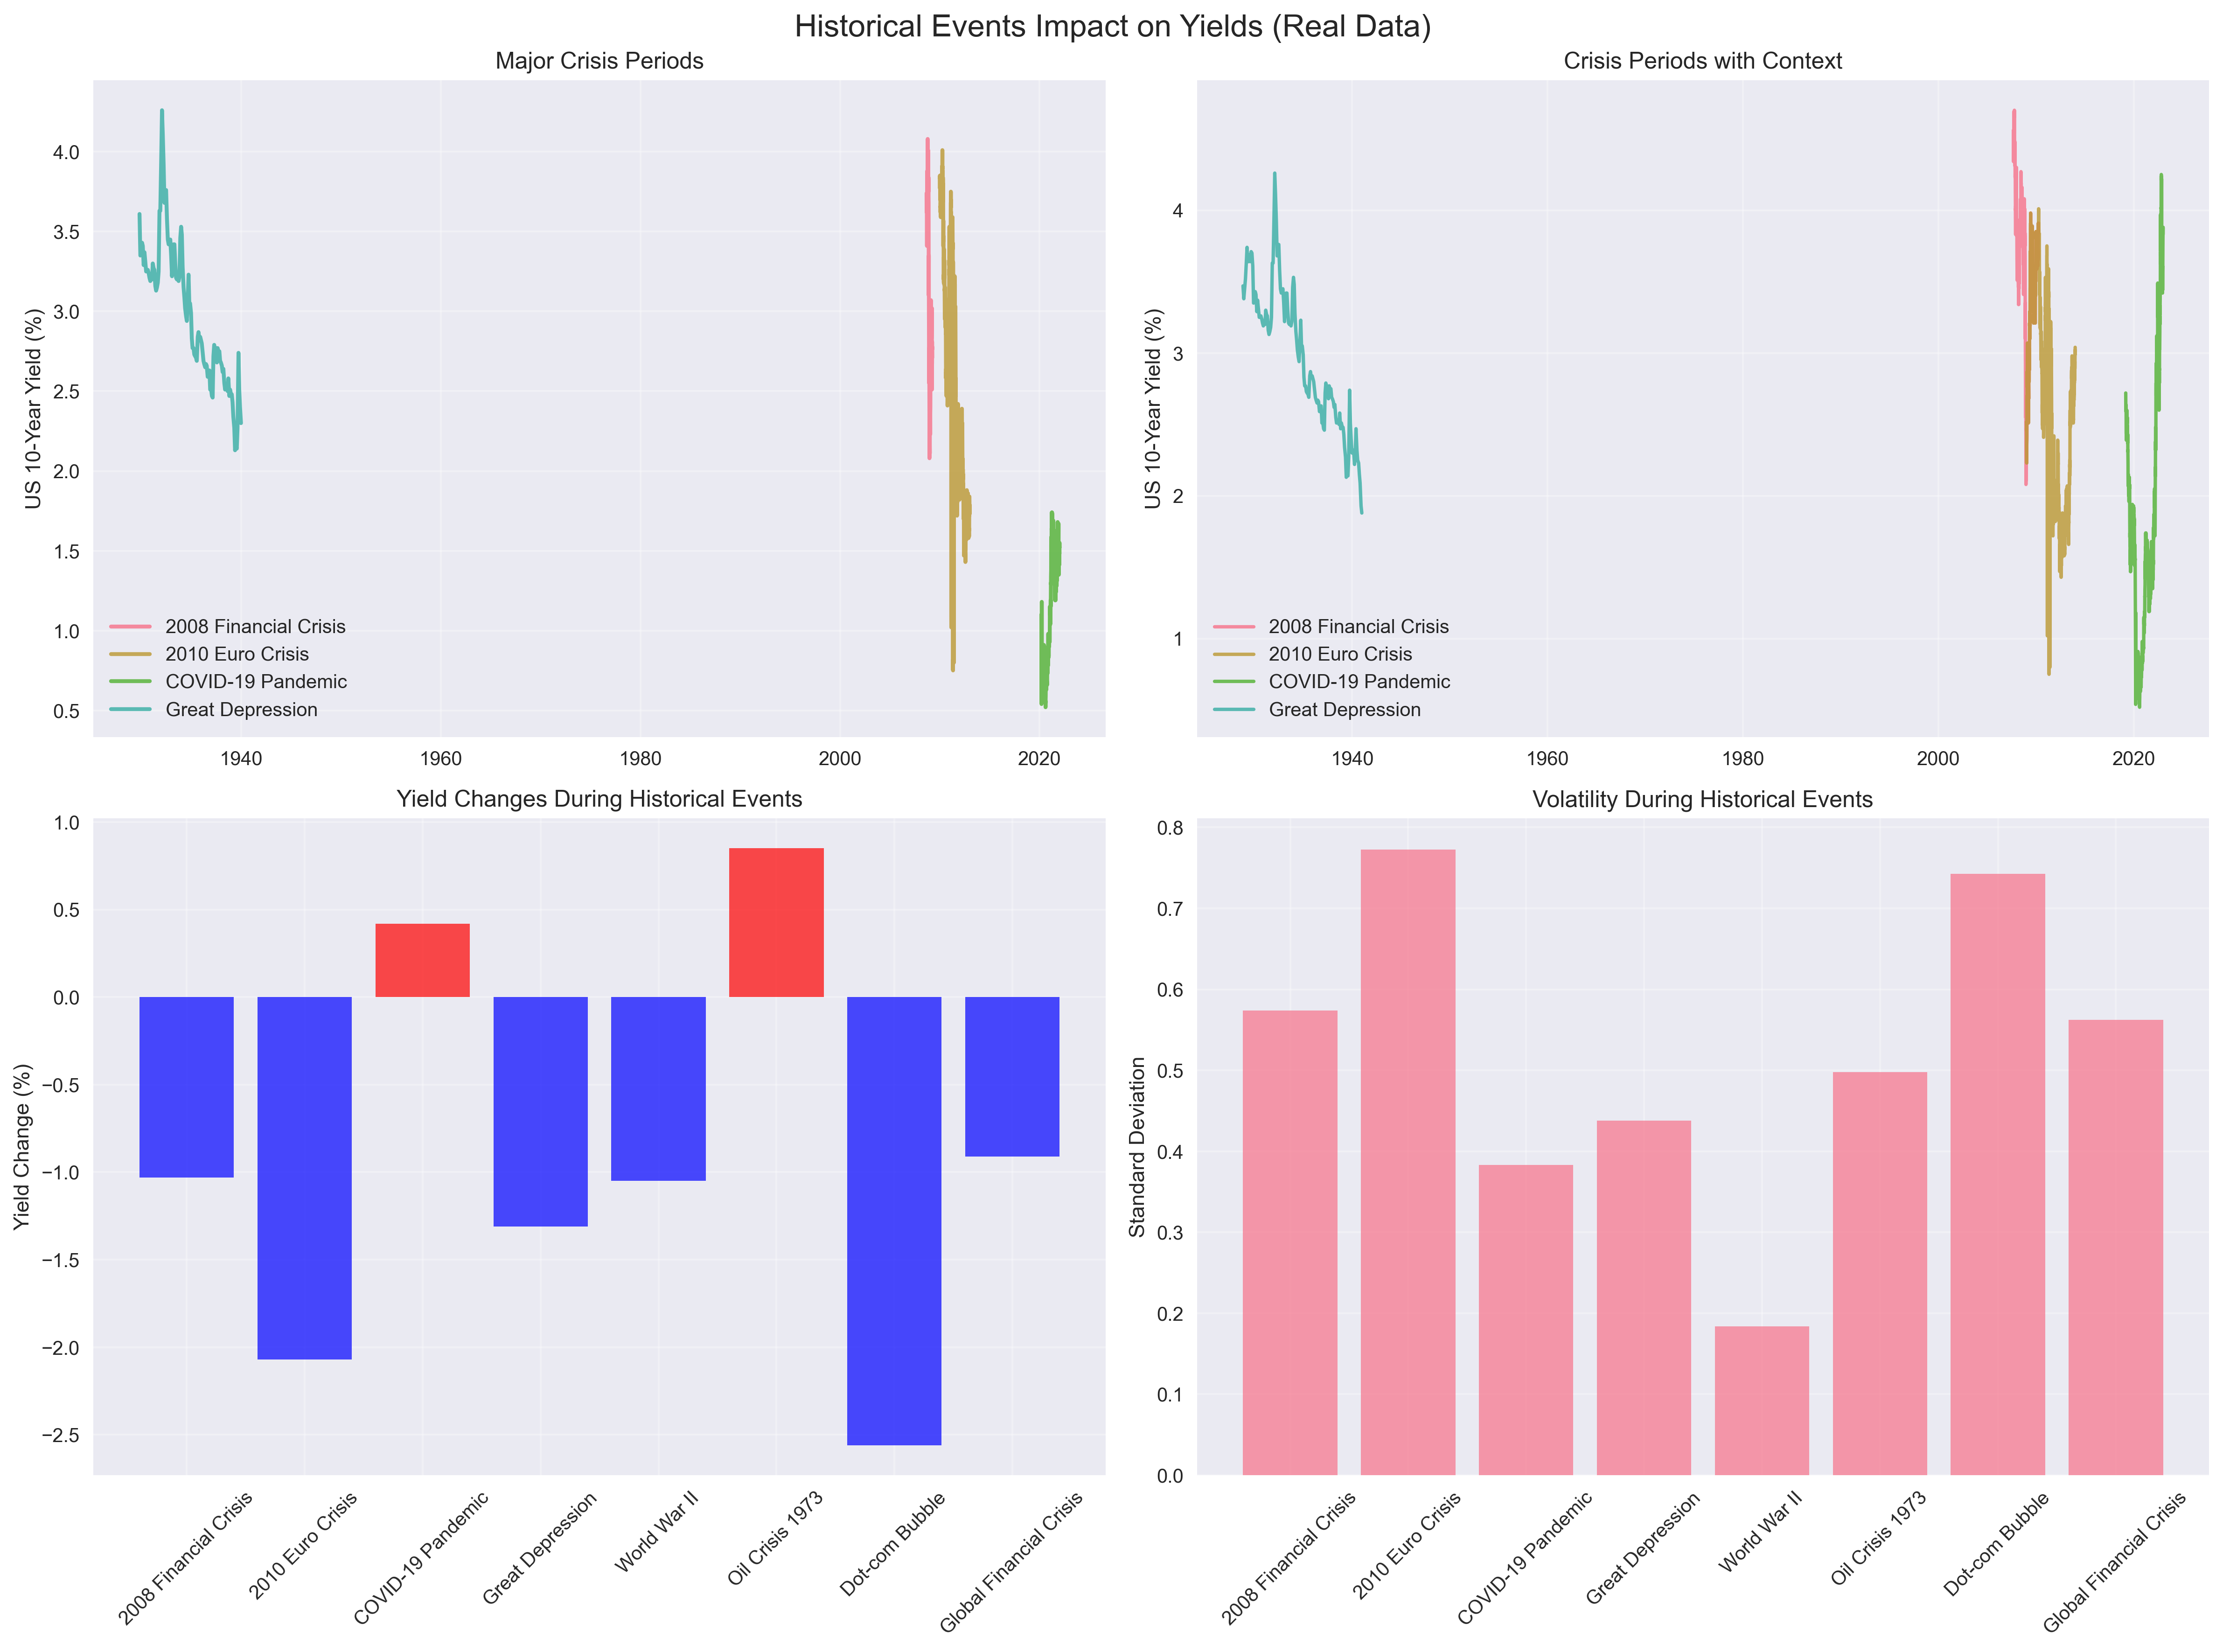 Historical Events Impact on Yields (Real Data)
Major Crisis Periods
US 10-Year Yield (%)
4.0
3.5
3.0
2.5
2.0
1.5
1.0
0.5
2008 Financial Crisis
2010 Euro Crisis
COVID-19 Pandemic
Great Depression
1940 1960 1980 2000 2020
Crisis Periods with Context
US 10-Year Yield (%)
4
3
2
1
2008 Financial Crisis
2010 Euro Crisis
COVID-19 Pandemic
Great Depression
1940 1960 1980 2000 2020
Yield Changes During Historical Events
Yield Change (%)
1.0
0.5
0.0
−0.5
−1.0
−1.5
−2.0
−2.5
2008 Financial Crisis
2010 Euro Crisis
COVID-19 Pandemic
Great Depression
World War II
Oil Crisis 1973
Dot-com Bubble
Global Financial Crisis
Volatility During Historical Events
Standard Deviation
0.8
0.7
0.6
0.5
0.4
0.3
0.2
0.1
0.0
2008 Financial Crisis
2010 Euro Crisis
COVID-19 Pandemic
Great Depression
World War II
Oil Crisis 1973
Dot-com Bubble
Global Financial Crisis